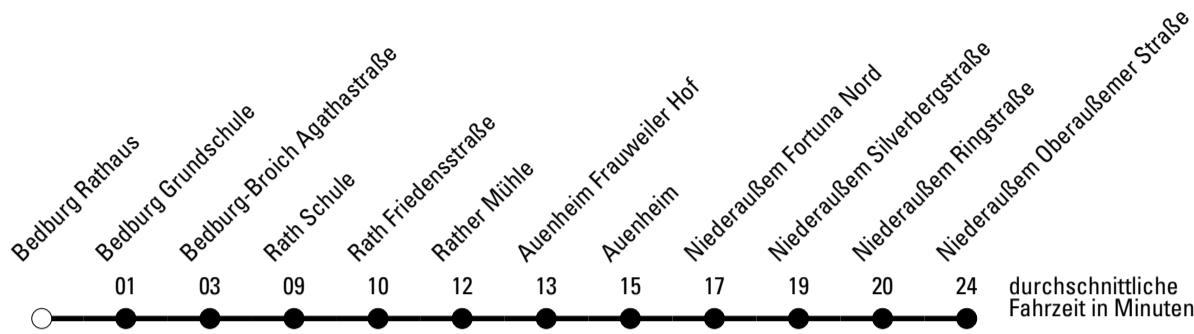 Bedburg Rathaus
Bedburg Grundschule
Bedburg-Broich Agathastraße
Rath Schule
Rath Friedensstraße
Rather Mühle
Auenheim Frauweiler Hof
Auenheim
Niederaußem Fortuna Nord
Niederaußem Silverbergstraße
Niederaußem Ringstraße
Niederaußem Oberaußemer Straße
01 03 09 10 12 13 15 17 19 20 24
durchschnittliche
Fahrzeit in Minuten